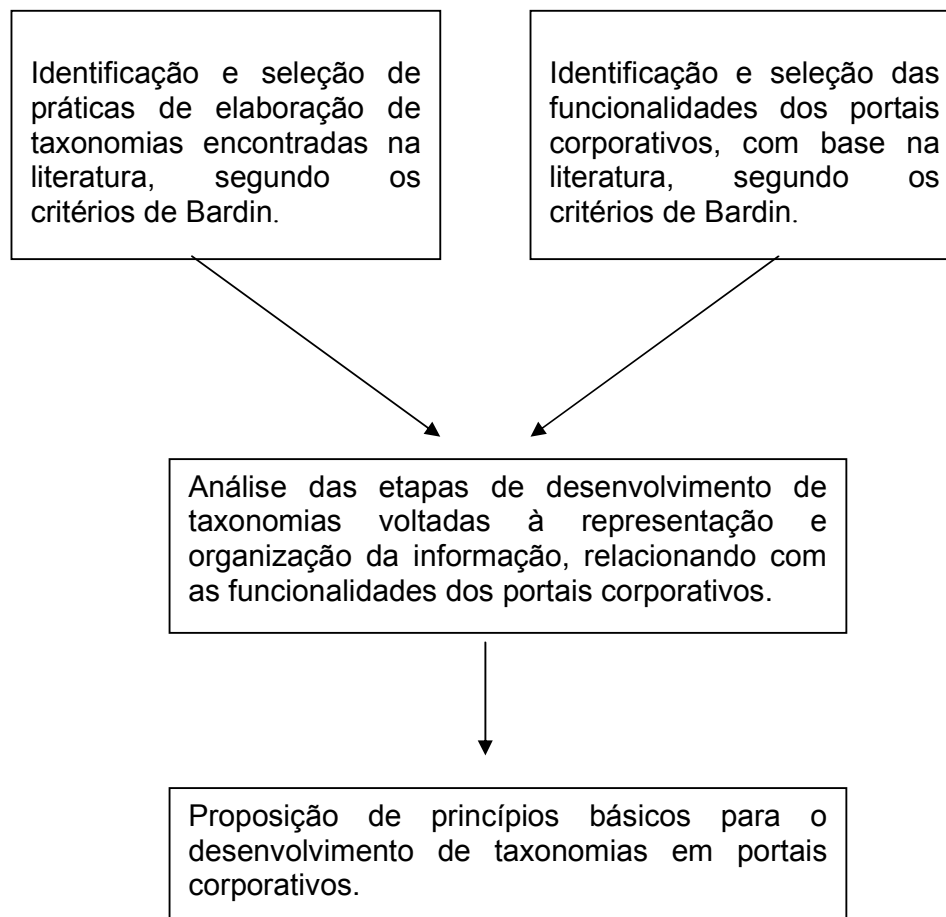 Identificação e seleção de
práticas de elaboração de
taxonomias encontradas na
literatura, segundo os
critérios de Bardin.
Identificação e seleção das
funcionalidades dos portais
corporativos, com base na
literatura, segundo os
critérios de Bardin.
Análise das etapas de desenvolvimento de
taxonomias voltadas à representação e
organização da informação, relacionando com
as funcionalidades dos portais corporativos.
Proposição de princípios básicos para o
desenvolvimento de taxonomias em portais
corporativos.